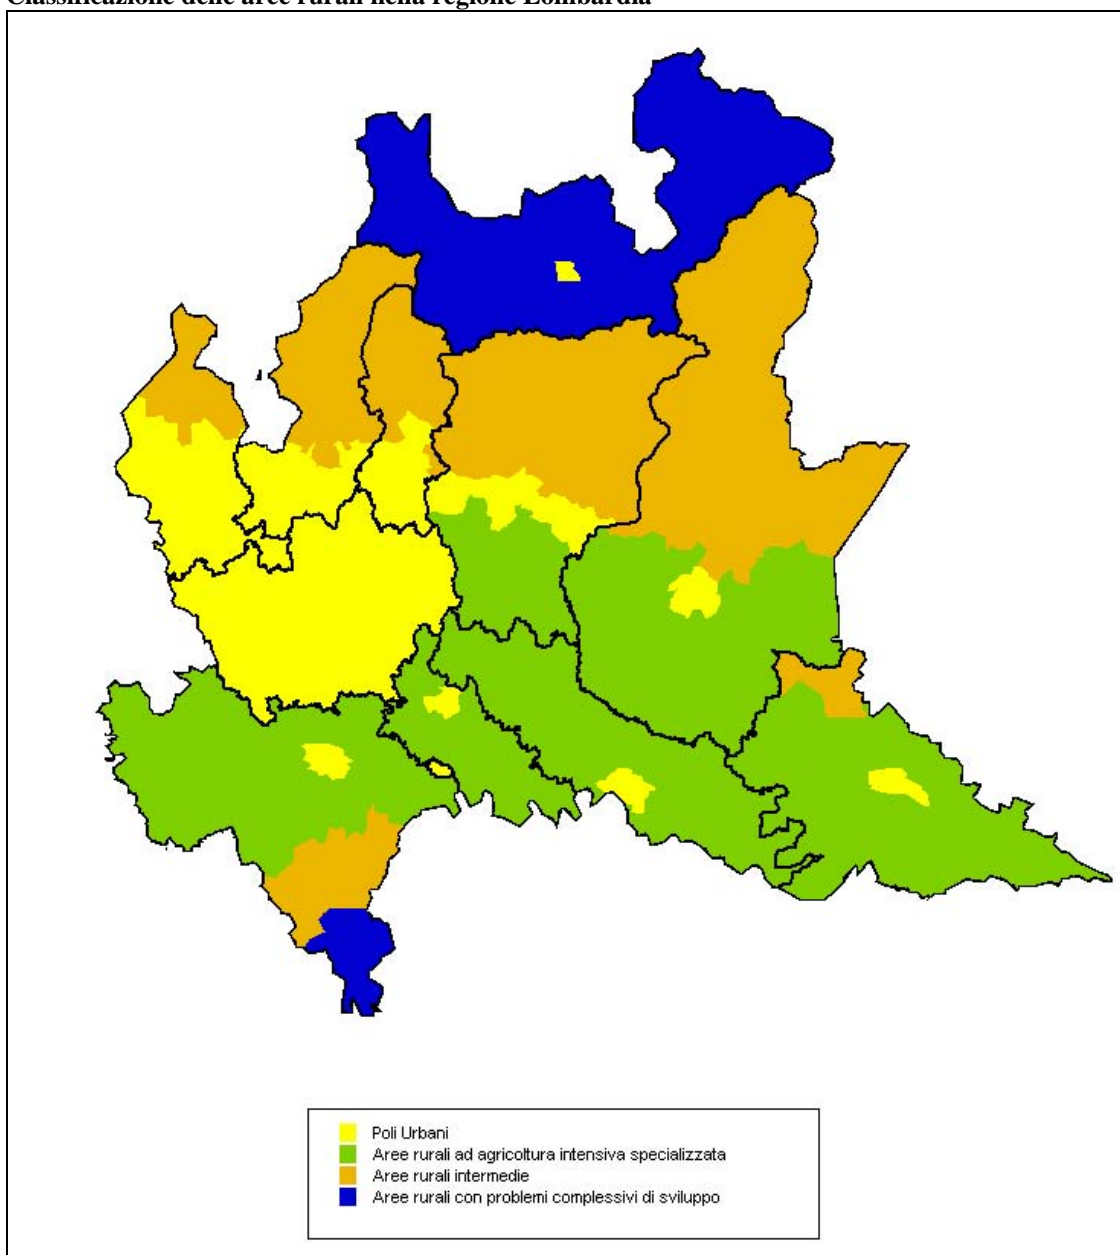 Classificazione delle aree rurali nella regione Lombardia
Poli Urbani
Aree rurali ad agricoltura intensiva specializzata
Aree rurali intermedie
Aree rurali con problemi complessivi di sviluppo